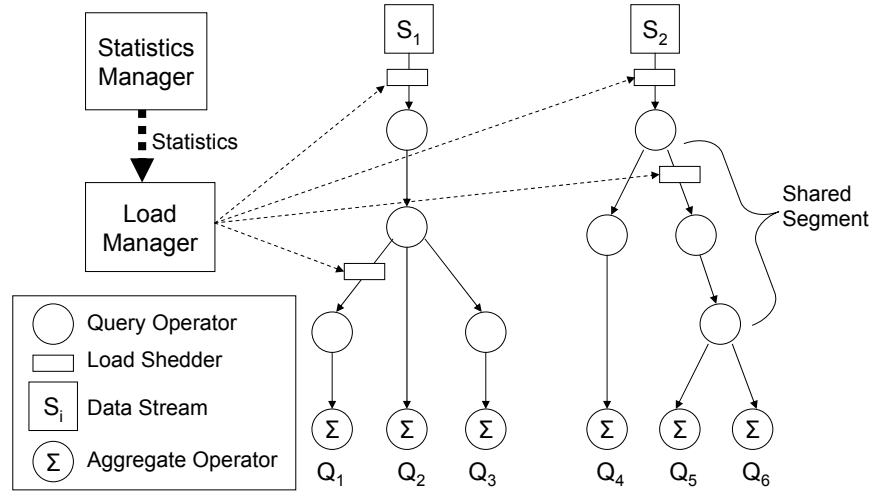 Statistics
Manager
S1
S2
Statistics
Load
Manager
Shared
Segment
Query Operator
Load Shedder
Si
Data Stream
Σ
Aggregate Operator
Σ
Σ
Σ
Σ
Σ
Σ
Q1
Q2
Q3
Q4
Q5
Q6